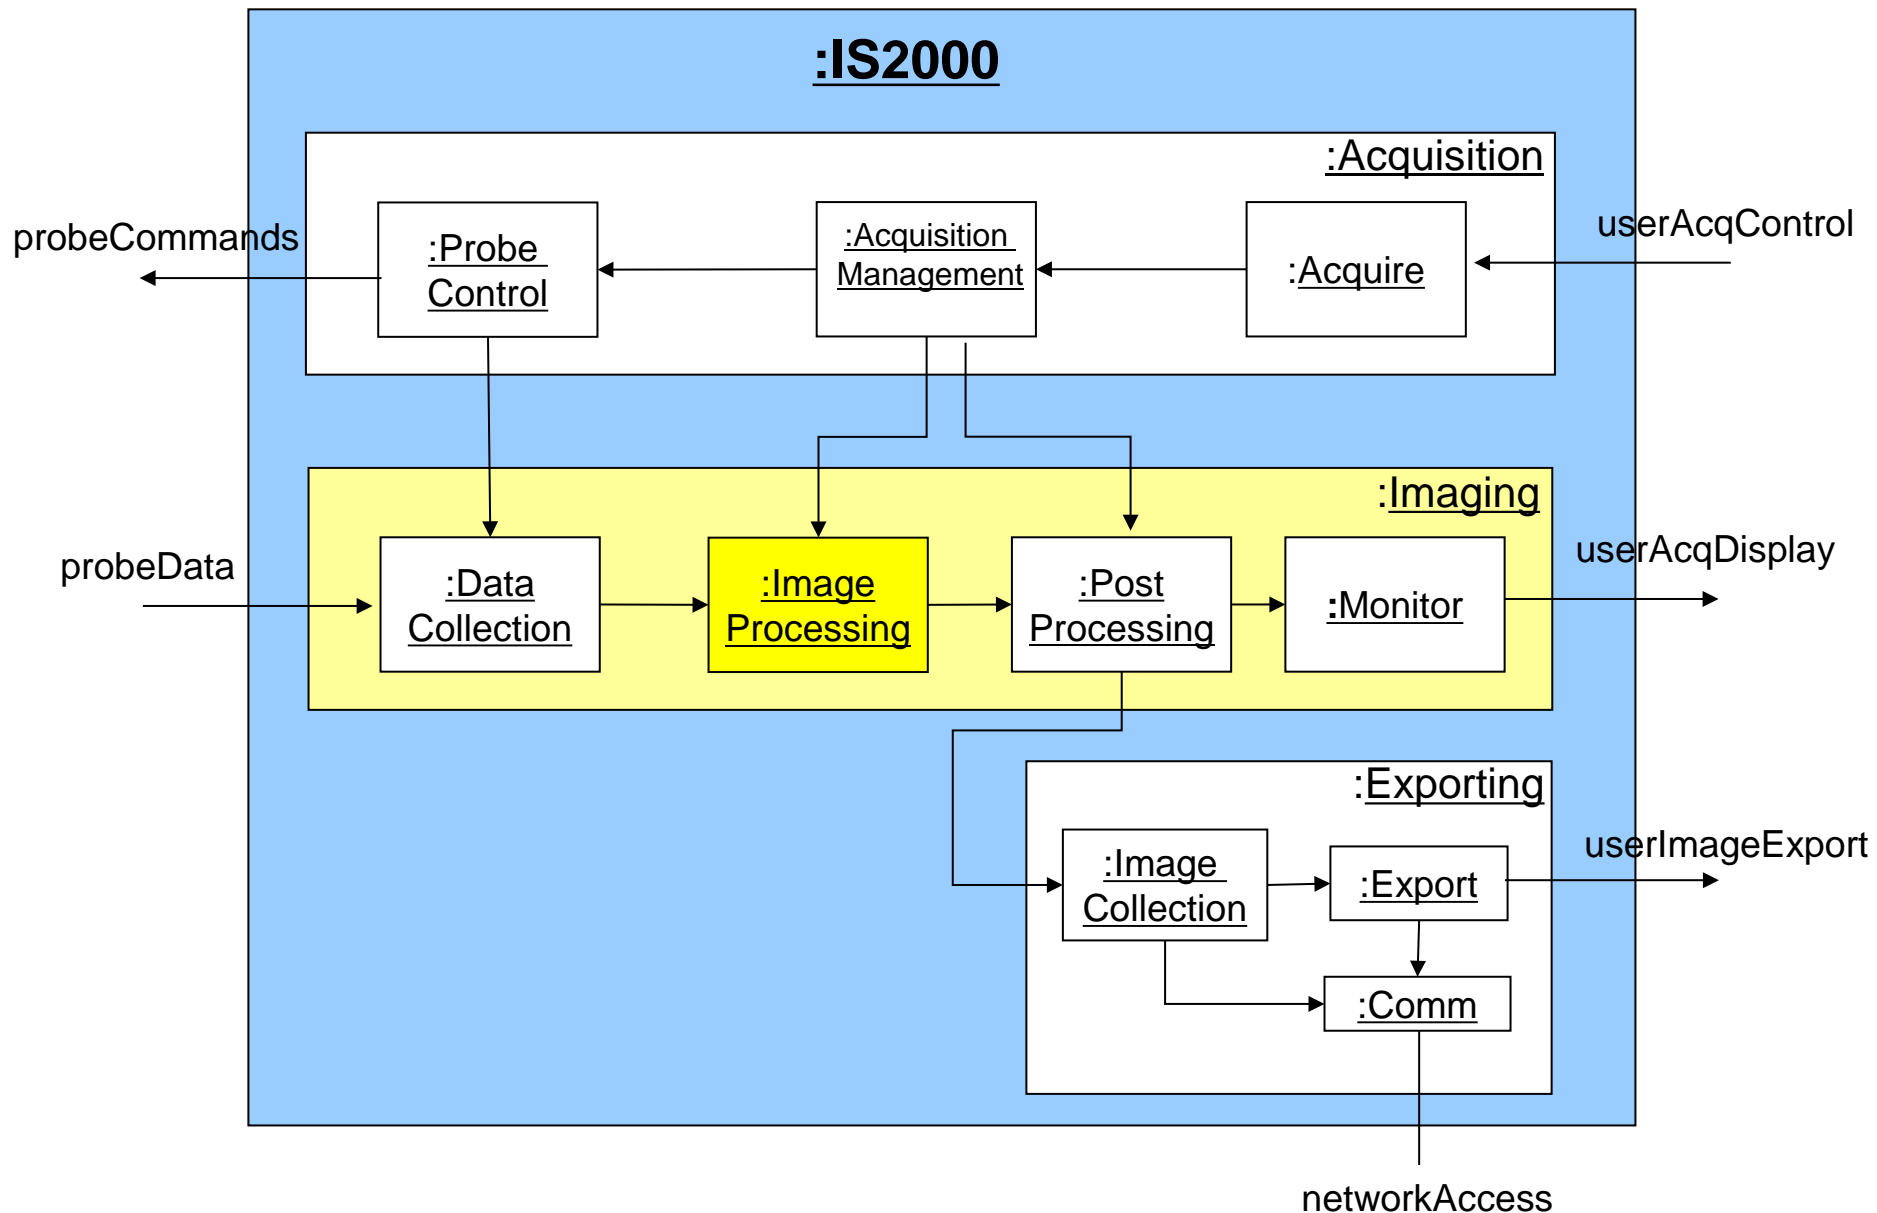 :IS2000
:Acquisition
probeCommands
:Probe
Control
:Acquisition
Management
:Acquire
userAcqControl
:Imaging
probeData
:Data
Collection
:Image
Processing
:Post
Processing
:Monitor
userAcqDisplay
:Exporting
:Image
Collection
:Export
userImageExport
:Comm
networkAccess